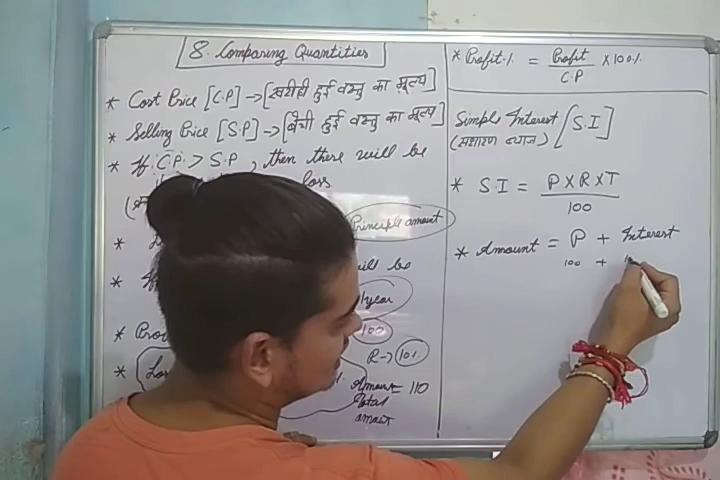 8. Comparing Quantities
* Cost Price [C.P] → [खरीदी हुई वस्तु का मूल्य]
* Selling Price [S.P] → [बेची हुई वस्तु का मूल्य]
* If C.P. > S.P, then there will be
loss
Principle amount
*
will be
1 year
* Pro
100
R → 10%
* Los
Amount = 110
Total
amount
* Profit % = Profit / C.P × 100%
Simple Interest [S.I]
(साधारण ब्याज)
* S.I = P X R X T / 100
* Amount = P + Interest
100 +